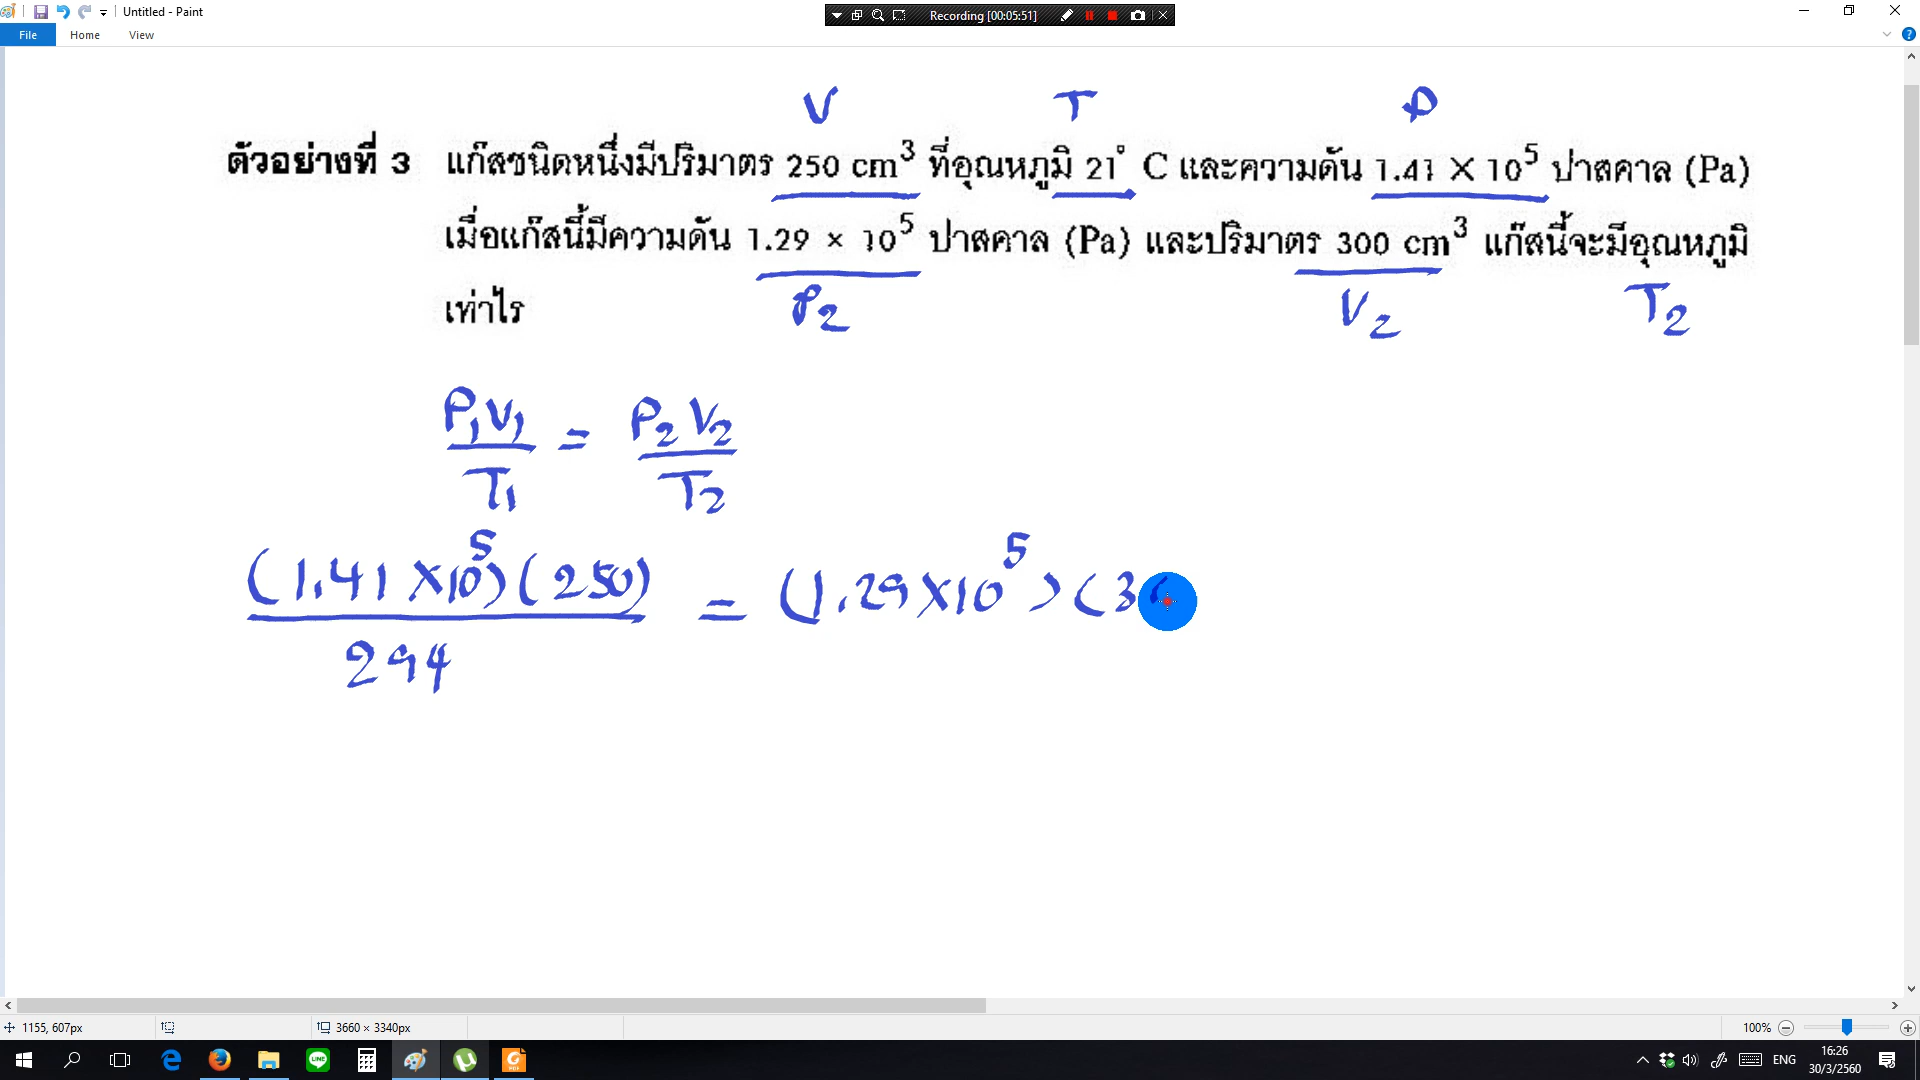 Untitled - Paint
Recording [00:05:51]
File Home View
V T P
ตัวอย่างที่ 3 แก๊สชนิดหนึ่งมีปริมาตร 250 cm³ ที่อุณหภูมิ 21° C และความดัน 1.41 × 10⁵ ปาสคาล (Pa)
เมื่อแก๊สนี้มีความดัน 1.29 × 10⁵ ปาสคาล (Pa) และปริมาตร 300 cm³ แก๊สนี้จะมีอุณหภูมิ
เท่าไร
P₂ V₂ T₂
P₁V₁ = P₂V₂
T₁ T₂
(1.41×10⁵)(250) = (1.29×10⁵)(3
294
1155, 607px 3660 × 3340px 100%
ENG 16:26
30/3/2560